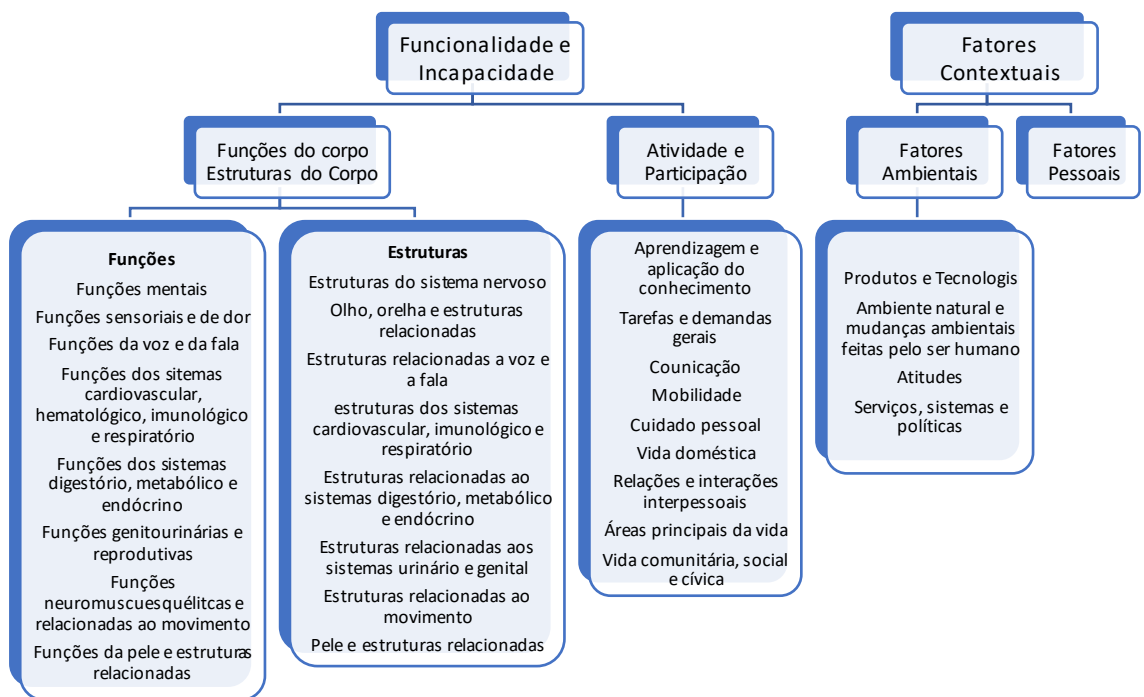 Funcionalidade e
Incapacidade
Fatores
Contextuais
Funções do corpo
Estruturas do Corpo
Atividade e
Participação
Fatores
Ambientais
Fatores
Pessoais
Funções
Funções mentais
Funções sensoriais e de dor
Funções da voz e da fala
Funções dos sitemas
cardiovascular,
hematológico, imunológico
e respiratório
Funções dos sistemas
digestório, metabólico e
endócrino
Funções genitourinárias e
reprodutivas
Funções
neuromuscuesquélitcas e
relacionadas ao movimento
Funções da pele e estruturas
relacionadas
Estruturas
Estruturas do sistema nervoso
Olho, orelha e estruturas
relacionadas
Estruturas relacionadas a voz e
a fala
estruturas dos sistemas
cardiovascular, imunológico e
respiratório
Estruturas relacionadas ao
sistemas digestório, metabólico
e endócrino
Estruturas relacionadas aos
sistemas urinário e genital
Estruturas relacionadas ao
movimento
Pele e estruturas relacionadas
Aprendizagem e
aplicação do
conhecimento
Tarefas e demandas
gerais
Counicação
Mobilidade
Cuidado pessoal
Vida doméstica
Relações e interações
interpessoais
Áreas principais da vida
Vida comunitária, social
e cívica
Produtos e Tecnologis
Ambiente natural e
mudanças ambientais
feitas pelo ser humano
Atitudes
Serviços, sistemas e
políticas